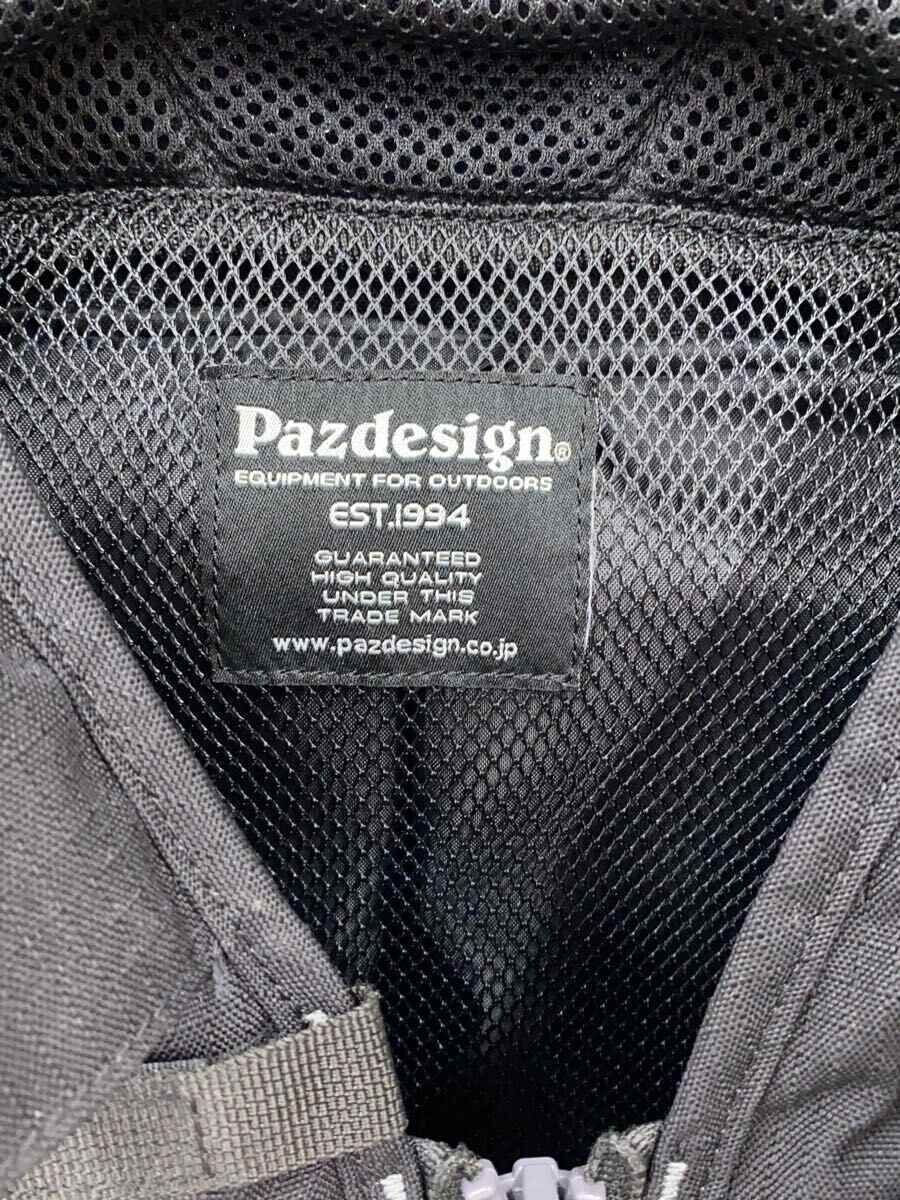 Pazdesign®
EQUIPMENT FOR OUTDOORS
EST.1994
GUARANTEED
HIGH QUALITY
UNDER THIS
TRADE MARK
www.pazdesign.co.jp